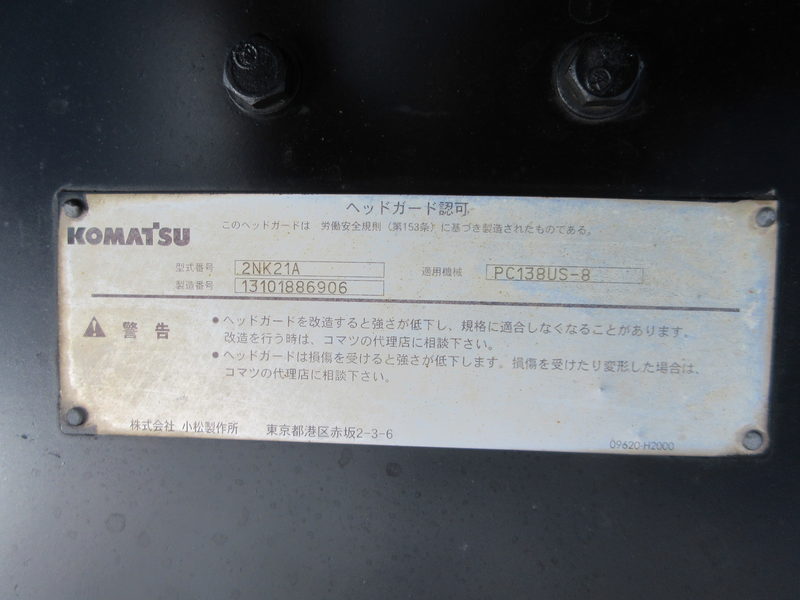 ヘッドガード認可
このヘッドガードは 労働安全規則（第153条）に基づき製造されたものである。
KOMATSU
型式番号 2NK21A 適用機械 PC138US-8
製造番号 13101886906
警告
●ヘッドガードを改造すると強さが低下し、規格に適合しなくなることがあります。
改造を行う時は、コマツの代理店に相談下さい。
●ヘッドガードは損傷を受けると強さが低下します。損傷を受けたり変形した場合は、
コマツの代理店に相談下さい。
株式会社 小松製作所 東京都港区赤坂2-3-6
09620-H2000